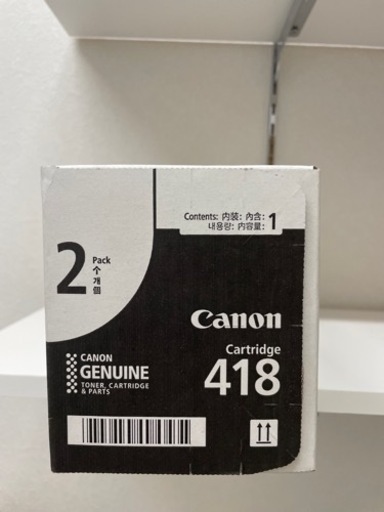 Contents: 内装: 內含: 1
내용량: 内容量:
2 Pack
个
개
個
Canon
Cartridge
418
CANON
GENUINE
TONER, CARTRIDGE
& PARTS